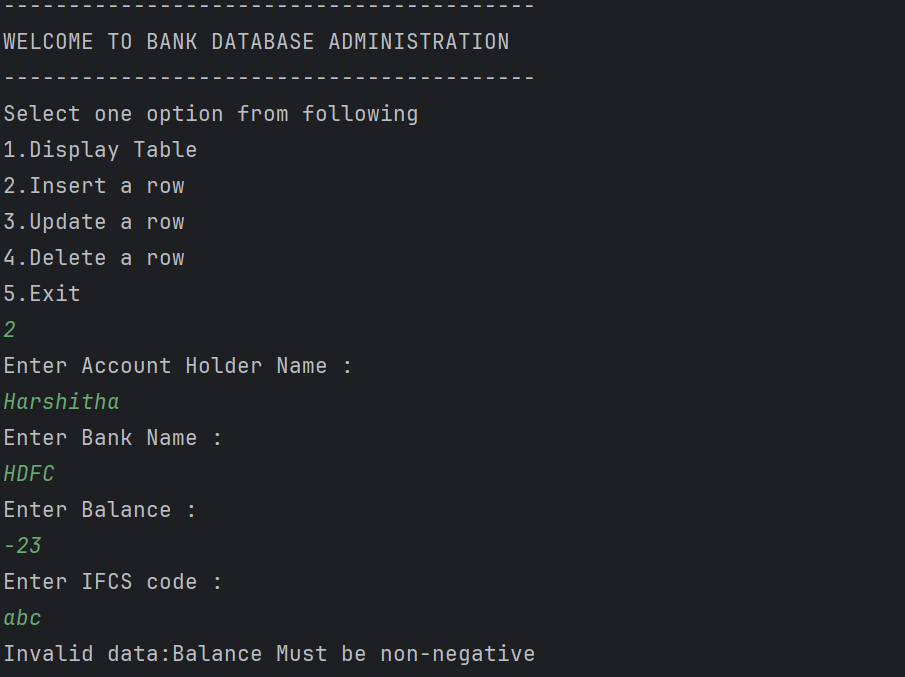 -----------------------------------------
WELCOME TO BANK DATABASE ADMINISTRATION
-----------------------------------------
Select one option from following
1.Display Table
2.Insert a row
3.Update a row
4.Delete a row
5.Exit
2
Enter Account Holder Name :
Harshitha
Enter Bank Name :
HDFC
Enter Balance :
-23
Enter IFCS code :
abc
Invalid data:Balance Must be non-negative